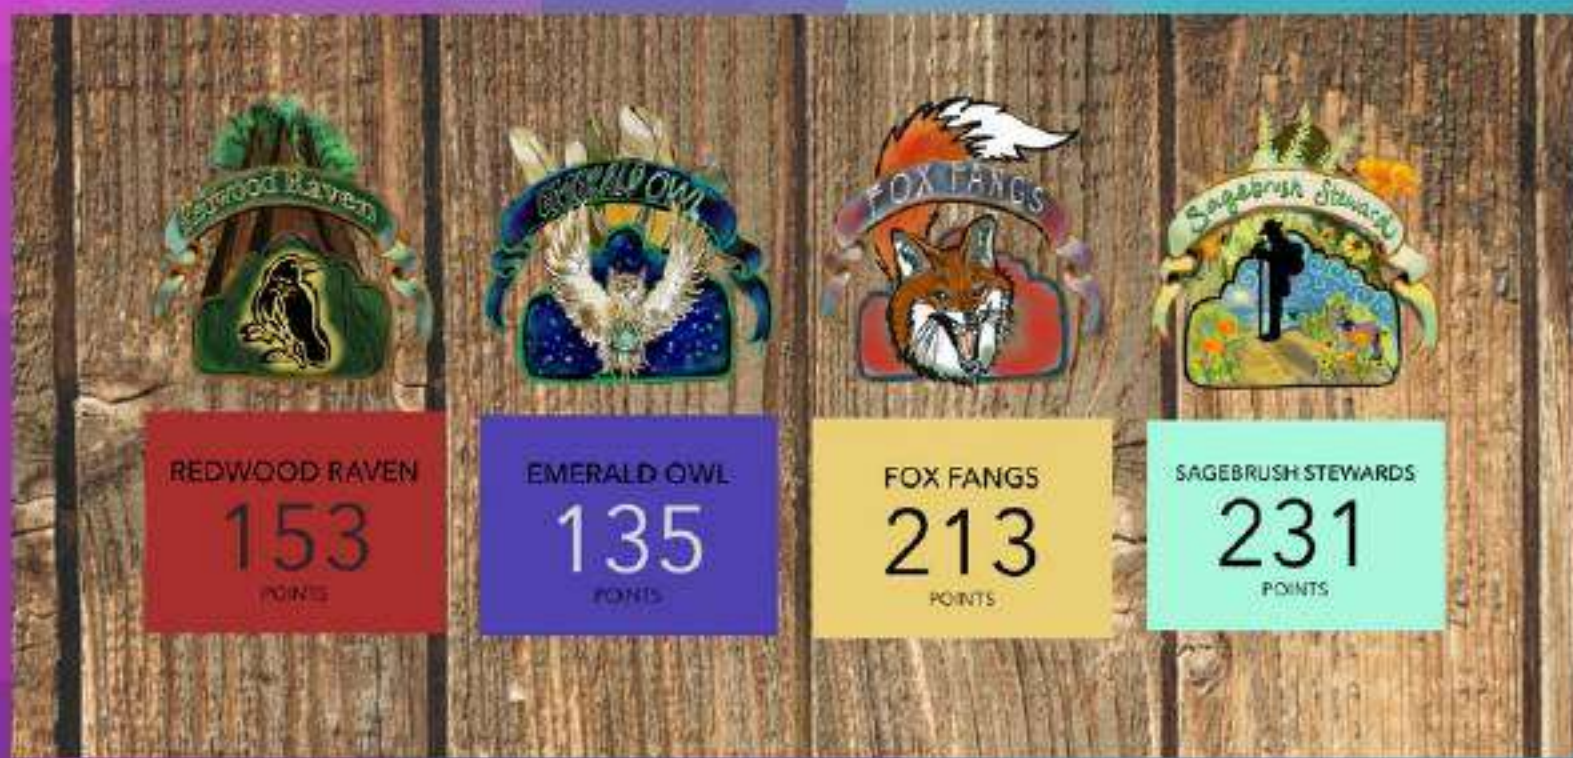 Redwood Raven
EMERALD OWL
FOX FANGS
Sagebrush Stewards
REDWOOD RAVEN
153
POINTS
EMERALD OWL
135
POINTS
FOX FANGS
213
POINTS
SAGEBRUSH STEWARDS
231
POINTS